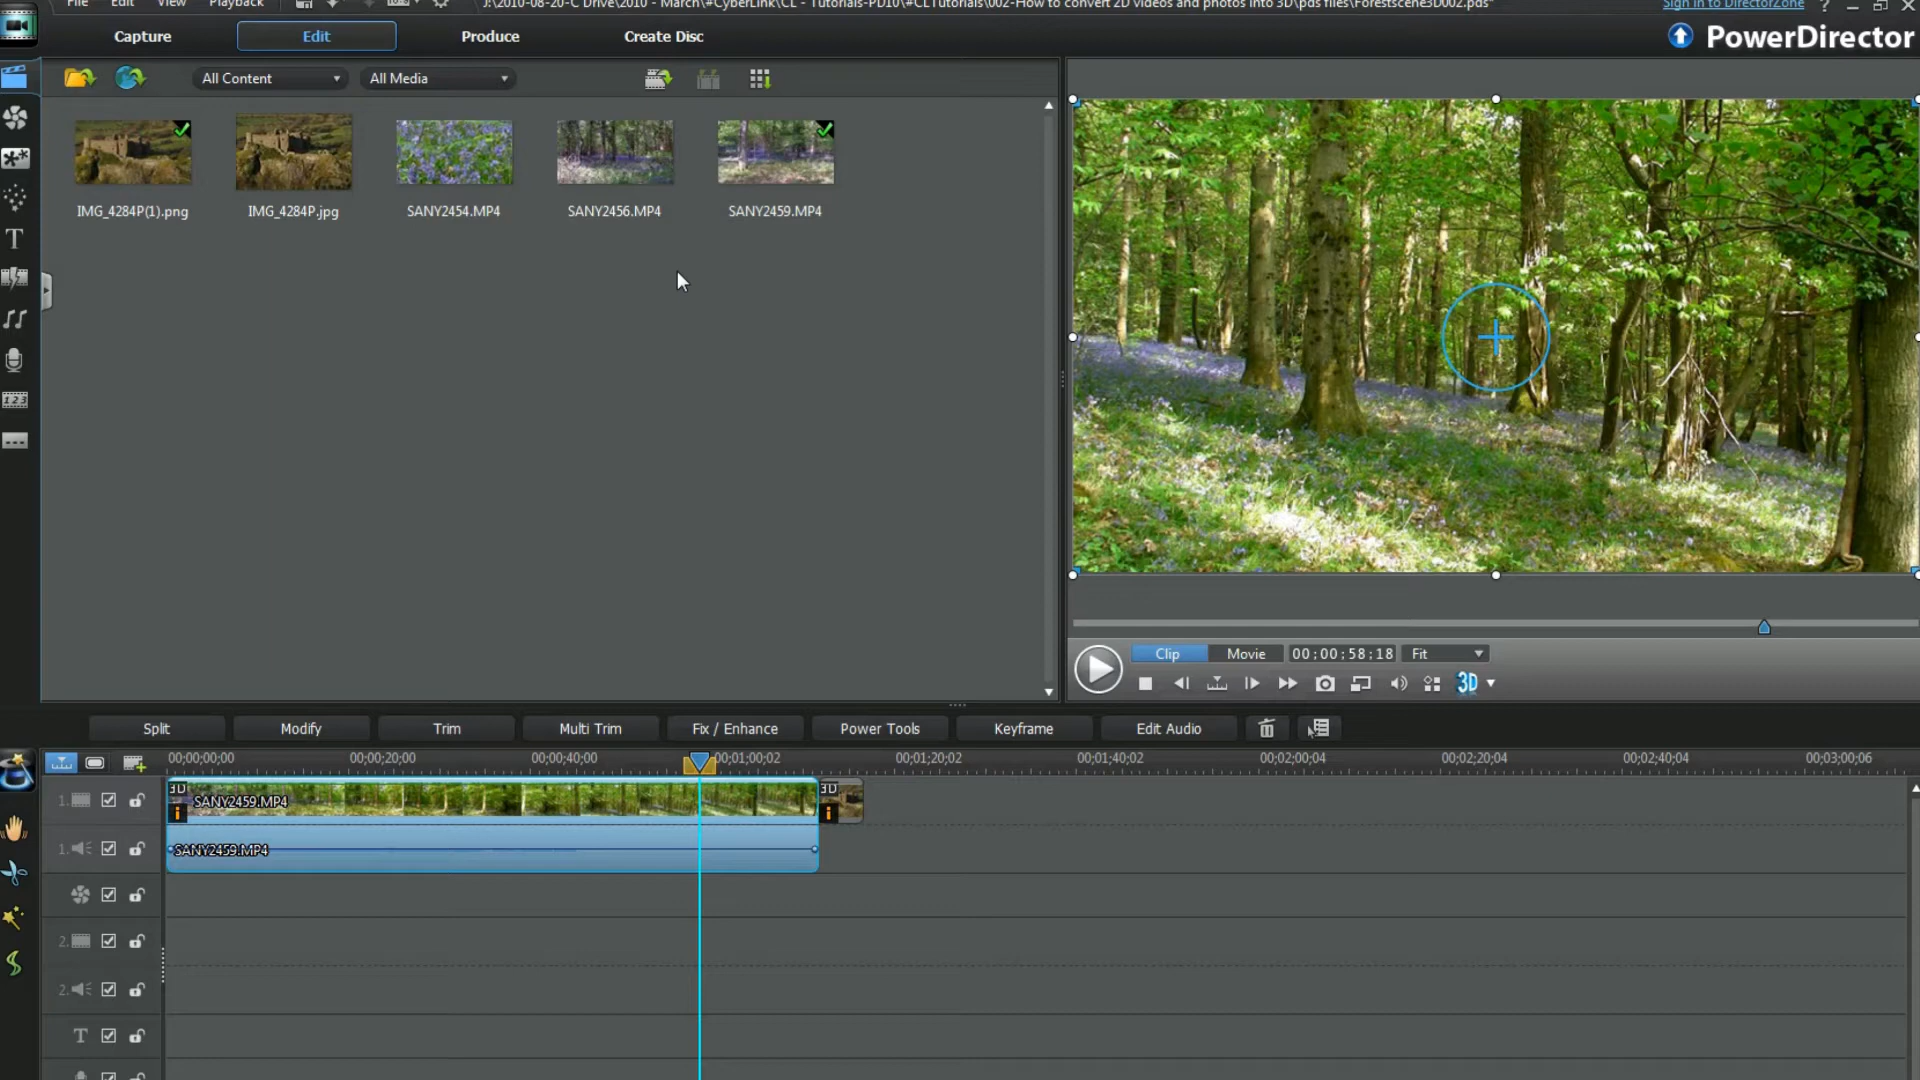 File Edit View Playback
J:\2010-08-20-C Drive\2010 - March\#CyberLink\CL - Tutorials-PD10\#CLTutorials\002-How to convert 2D videos and photos into 3D\pds files\Forestscene3D002.pds*
Sign in to DirectorZone ?
Capture Edit Produce Create Disc
PowerDirector
All Content All Media
IMG_4284P(1).png IMG_4284P.jpg SANY2454.MP4 SANY2456.MP4 SANY2459.MP4
T
123
Clip Movie 00:00:58:18 Fit
3D
Split Modify Trim Multi Trim Fix / Enhance Power Tools Keyframe Edit Audio
00;00;00;00 00;00;20;00 00;00;40;00 00;01;00;02 00;01;20;02 00;01;40;02 00;02;00;04 00;02;20;04 00;02;40;04 00;03;00;06
3D 3D
1. SANY2459.MP4
i i
1. SANY2459.MP4
2.
2.
T